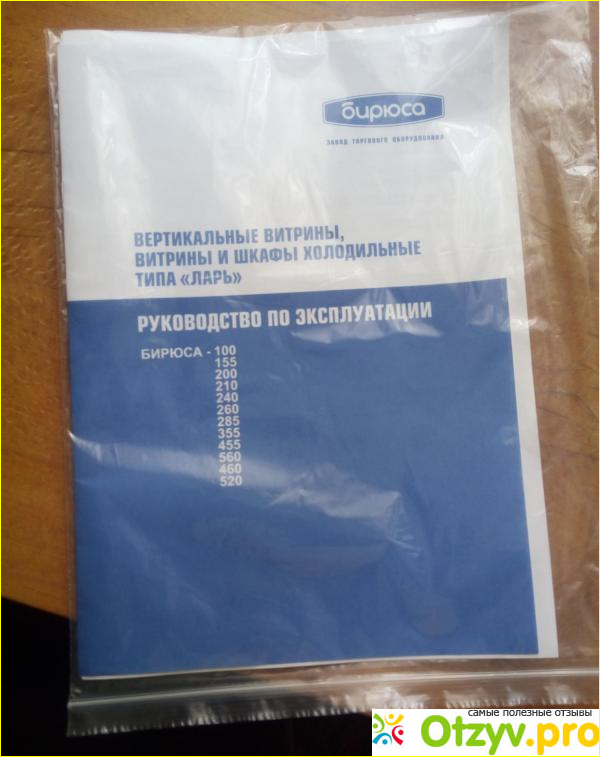 бирюса
ЗАВОД ТОРГОВОГО ОБОРУДОВАНИЯ
ВЕРТИКАЛЬНЫЕ ВИТРИНЫ,
ВИТРИНЫ И ШКАФЫ ХОЛОДИЛЬНЫЕ
ТИПА «ЛАРЬ»
РУКОВОДСТВО ПО ЭКСПЛУАТАЦИИ
БИРЮСА - 100
155
200
210
240
260
285
355
455
560
460
520
самые полезные отзывы
Otzyv.pro